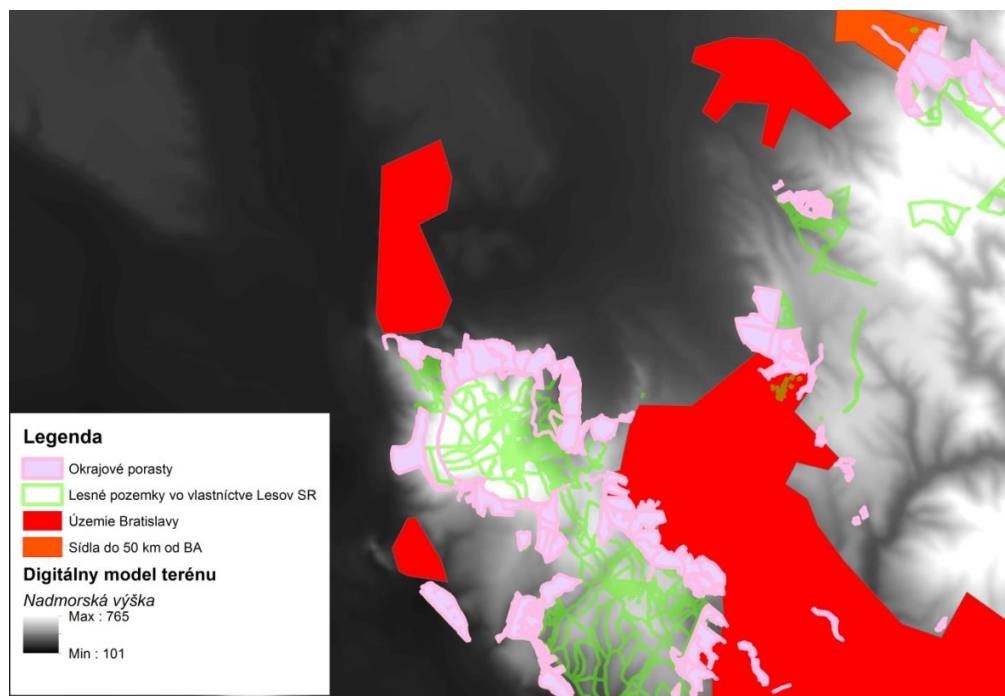 Legenda
Okrajové porasty
Lesné pozemky vo vlastníctve Lesov SR
Územie Bratislavy
Sídla do 50 km od BA
Digitálny model terénu
Nadmorská výška
Max : 765
Min : 101